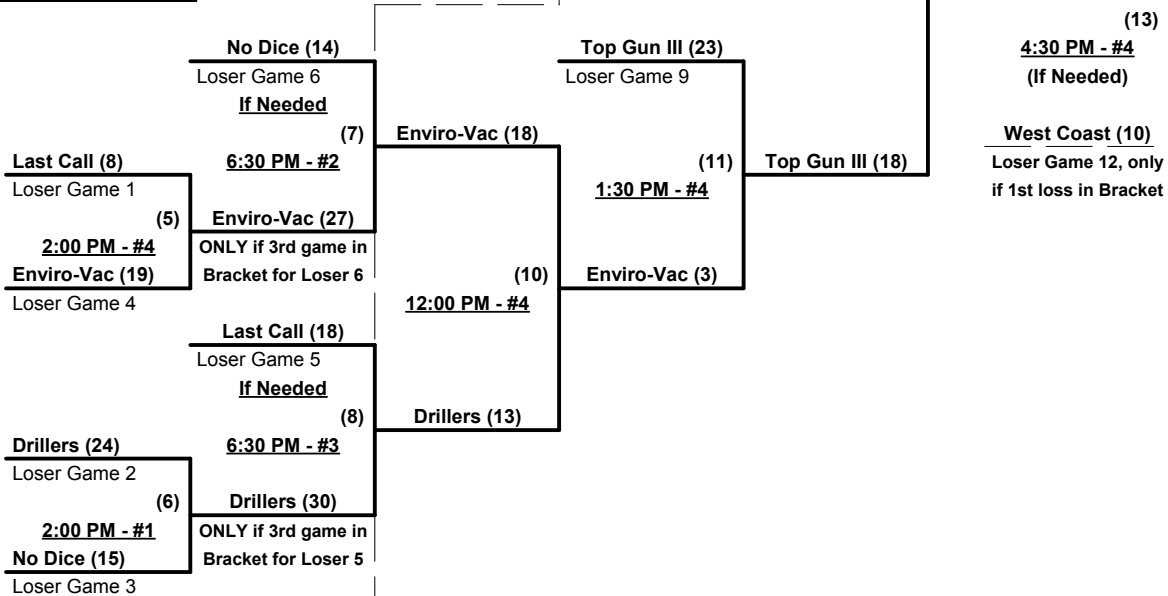 (13)
No Dice (14)
Top Gun III (23)
4:30 PM - #4
Loser Game 6
Loser Game 9
(If Needed)
If Needed
(7)
Enviro-Vac (18)
West Coast (10)
Last Call (8)
6:30 PM - #2
(11)
Top Gun III (18)
Loser Game 12, only
Loser Game 1
1:30 PM - #4
if 1st loss in Bracket
(5)
Enviro-Vac (27)
2:00 PM - #4
ONLY if 3rd game in
Enviro-Vac (19)
Bracket for Loser 6
(10)
Enviro-Vac (3)
Loser Game 4
12:00 PM - #4
Last Call (18)
Loser Game 5
If Needed
(8)
Drillers (13)
Drillers (24)
6:30 PM - #3
Loser Game 2
(6)
Drillers (30)
2:00 PM - #1
ONLY if 3rd game in
No Dice (15)
Bracket for Loser 5
Loser Game 3